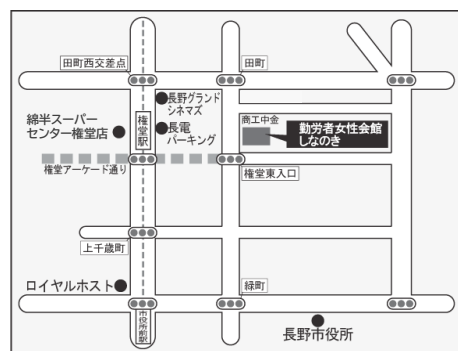 田町西交差点
田町
長野グランド
シネマズ
権堂駅
長電
パーキング
綿半スーパー
センター権堂店
商工中金
勤労者女性会館
しなのき
権堂アーケード通り
権堂東入口
上千歳町
ロイヤルホスト
緑町
市役所前駅
長野市役所